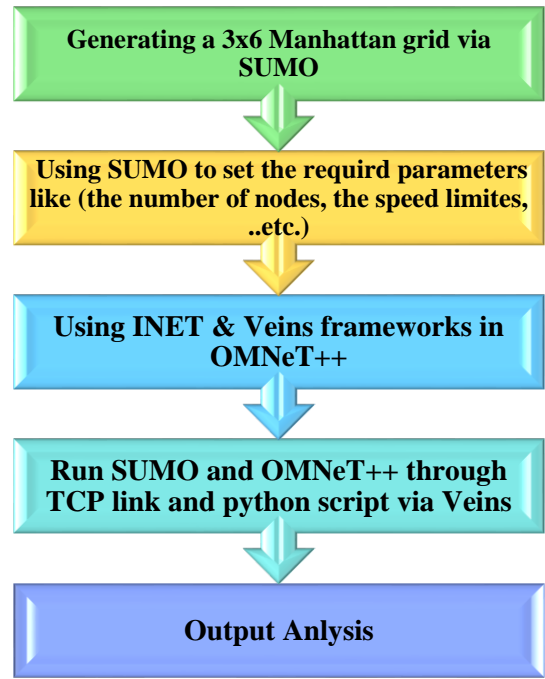 Generating a 3x6 Manhattan grid via
SUMO
Using SUMO to set the requird parameters
like (the number of nodes, the speed limites,
..etc.)
Using INET & Veins frameworks in
OMNeT++
Run SUMO and OMNeT++ through
TCP link and python script via Veins
Output Anlysis